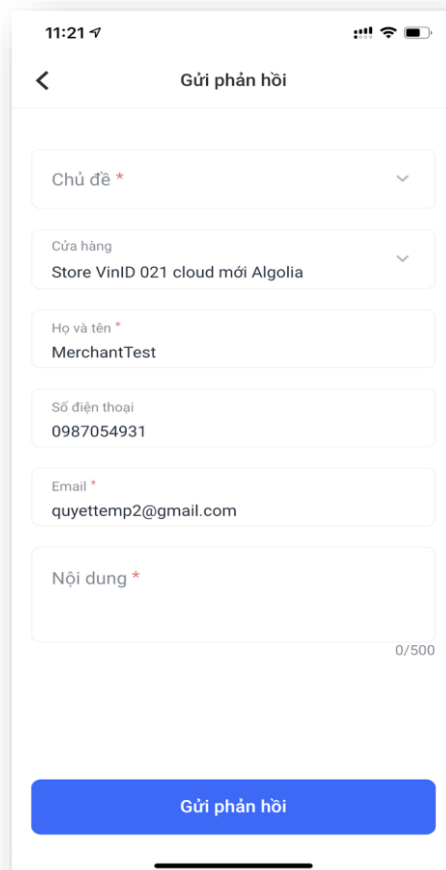 11:21
Gửi phản hồi
Chủ đề *
Cửa hàng
Store VinID 021 cloud mới Algolia
Họ và tên *
MerchantTest
Số điện thoại
0987054931
Email *
quyettemp2@gmail.com
Nội dung *
0/500
Gửi phản hồi